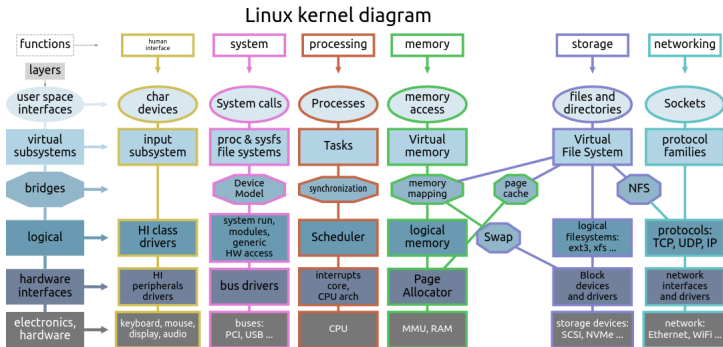 Linux kernel diagram
functions
human
interface
system
processing
memory
storage
networking
layers
user space
interfaces
char
devices
System calls
Processes
memory
access
files and
directories
Sockets
virtual
subsystems
input
subsystem
proc & sysfs
file systems
Tasks
Virtual
memory
Virtual
File System
protocol
families
bridges
Device
Model
synchronization
memory
mapping
page
cache
NFS
logical
HI class
drivers
system run,
modules,
generic
HW access
Scheduler
logical
memory
Swap
logical
filesystems:
ext3, xfs ...
protocols:
TCP, UDP, IP
hardware
interfaces
HI
peripherals
drivers
bus drivers
interrupts
core,
CPU arch
Page
Allocator
Block
devices
and drivers
network
interfaces
and drivers
electronics,
hardware
keyboard, mouse,
display, audio
buses:
PCI, USB ...
CPU
MMU, RAM
storage devices:
SCSI, NVMe ...
network:
Ethernet, WiFi ...